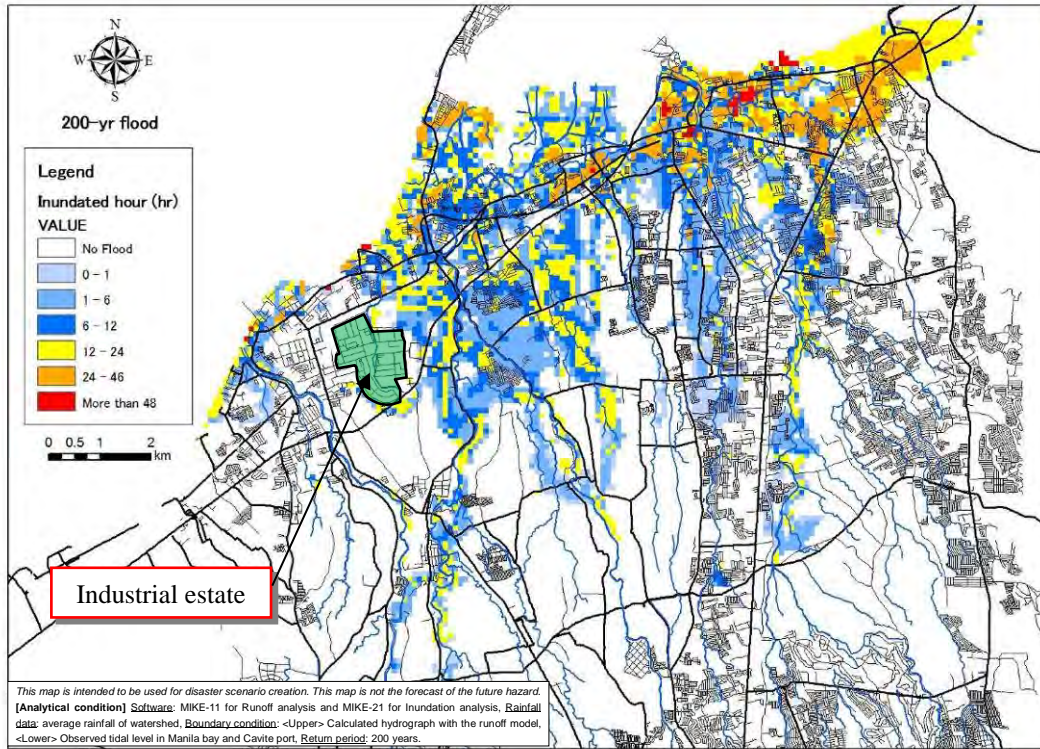 N
W E
S
200-yr flood
Legend
Inundated hour (hr)
VALUE
No Flood
0 - 1
1 - 6
6 - 12
12 - 24
24 - 46
More than 48
0 0.5 1 2
km
Industrial estate
This map is intended to be used for disaster scenario creation. This map is not the forecast of the future hazard.
[Analytical condition] Software: MIKE-11 for Runoff analysis and MIKE-21 for Inundation analysis, Rainfall
data: average rainfall of watershed, Boundary condition: <Upper> Calculated hydrograph with the runoff model,
<Lower> Observed tidal level in Manila bay and Cavite port, Return period: 200 years.